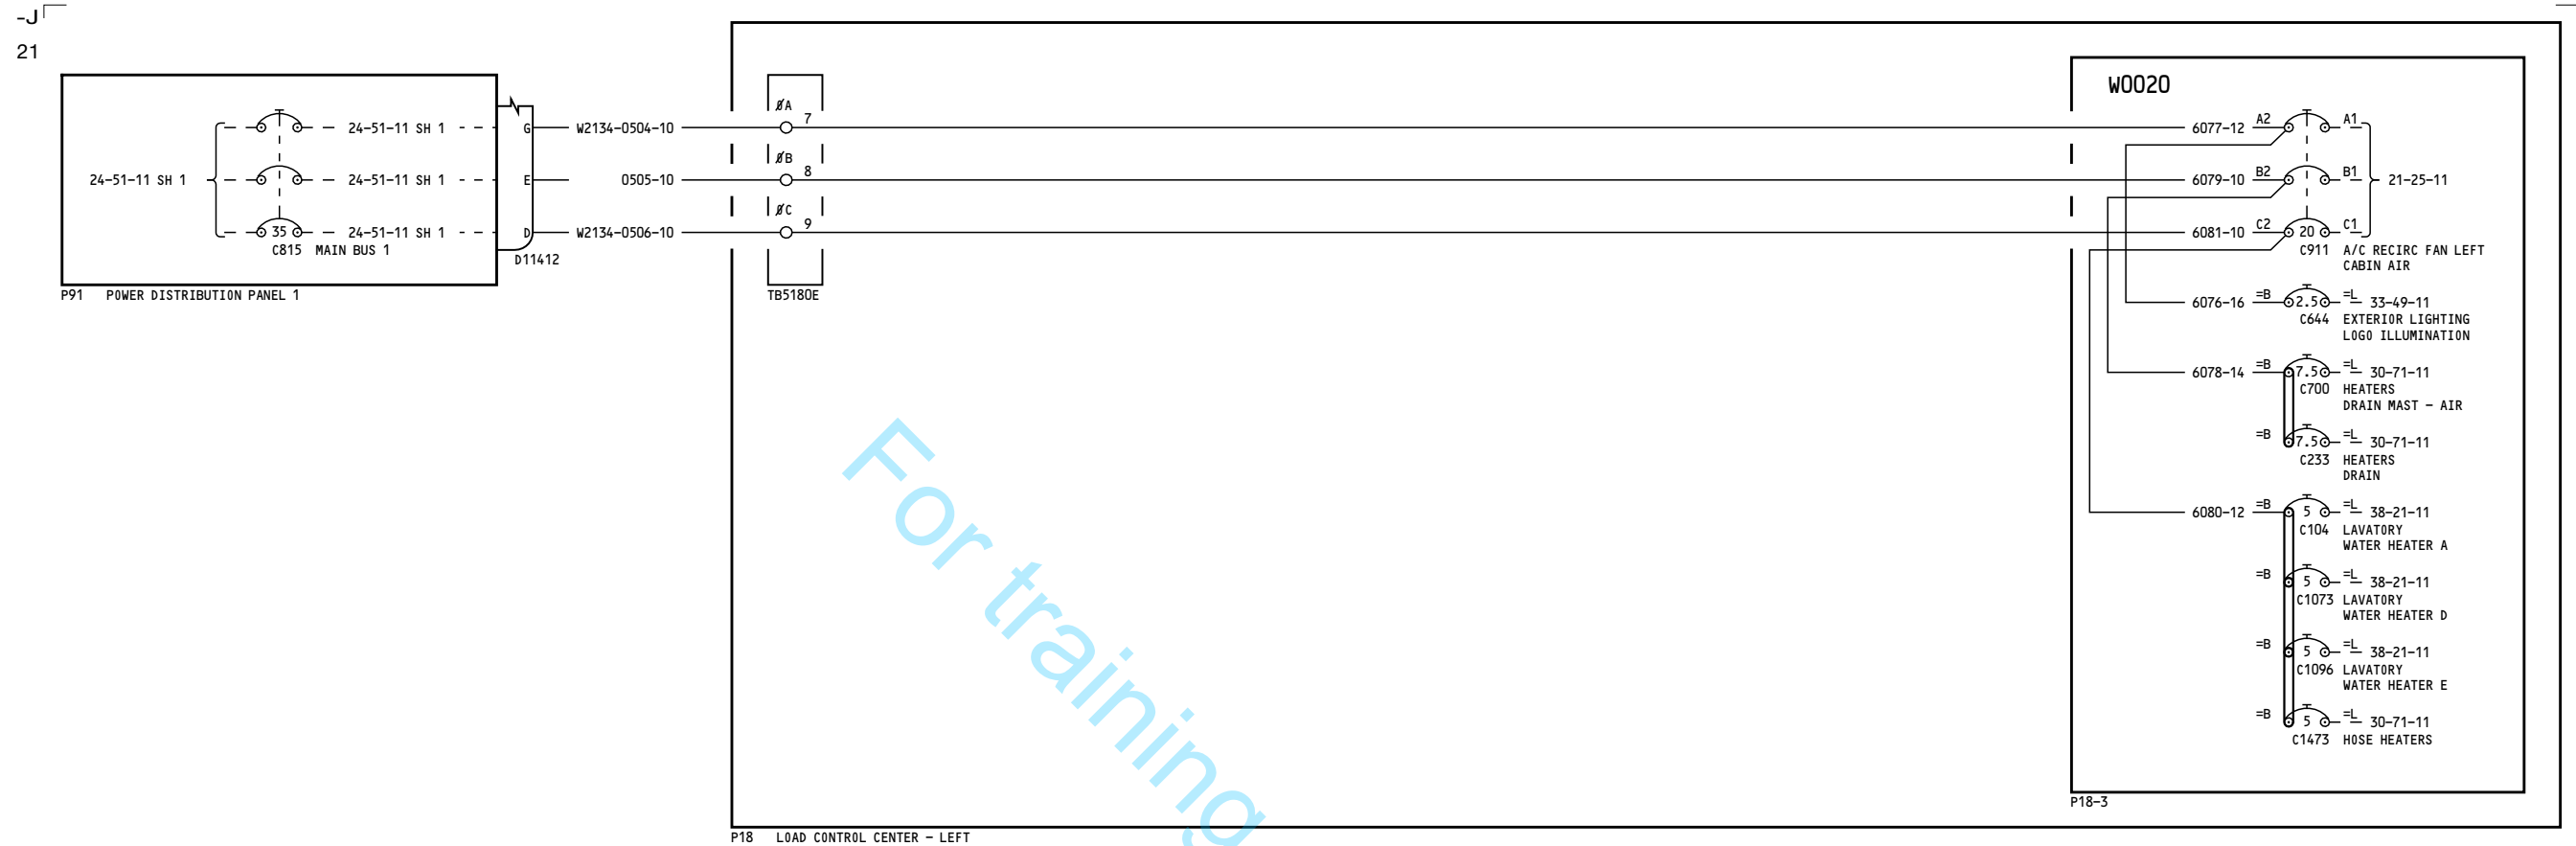 -J
21
24-51-11 SH 1
24-51-11 SH 1
24-51-11 SH 1
24-51-11 SH 1
35
C815 MAIN BUS 1
P91 POWER DISTRIBUTION PANEL 1
G
E
D
D11412
W2134-0504-10
0505-10
W2134-0506-10
ØA
7
ØB
8
ØC
9
TB5180E
W0020
6077-12 A2 A1
6079-10 B2 B1 21-25-11
6081-10 C2 20 C1
C911 A/C RECIRC FAN LEFT
CABIN AIR
6076-16 =B 2.5 =L 33-49-11
C644 EXTERIOR LIGHTING
LOGO ILLUMINATION
6078-14 =B 7.5 =L 30-71-11
C700 HEATERS
DRAIN MAST - AIR
=B 7.5 =L 30-71-11
C233 HEATERS
DRAIN
6080-12 =B 5 =L 38-21-11
C104 LAVATORY
WATER HEATER A
=B 5 =L 38-21-11
C1073 LAVATORY
WATER HEATER D
=B 5 =L 38-21-11
C1096 LAVATORY
WATER HEATER E
=B 5 =L 30-71-11
C1473 HOSE HEATERS
P18-3
P18 LOAD CONTROL CENTER - LEFT
For training